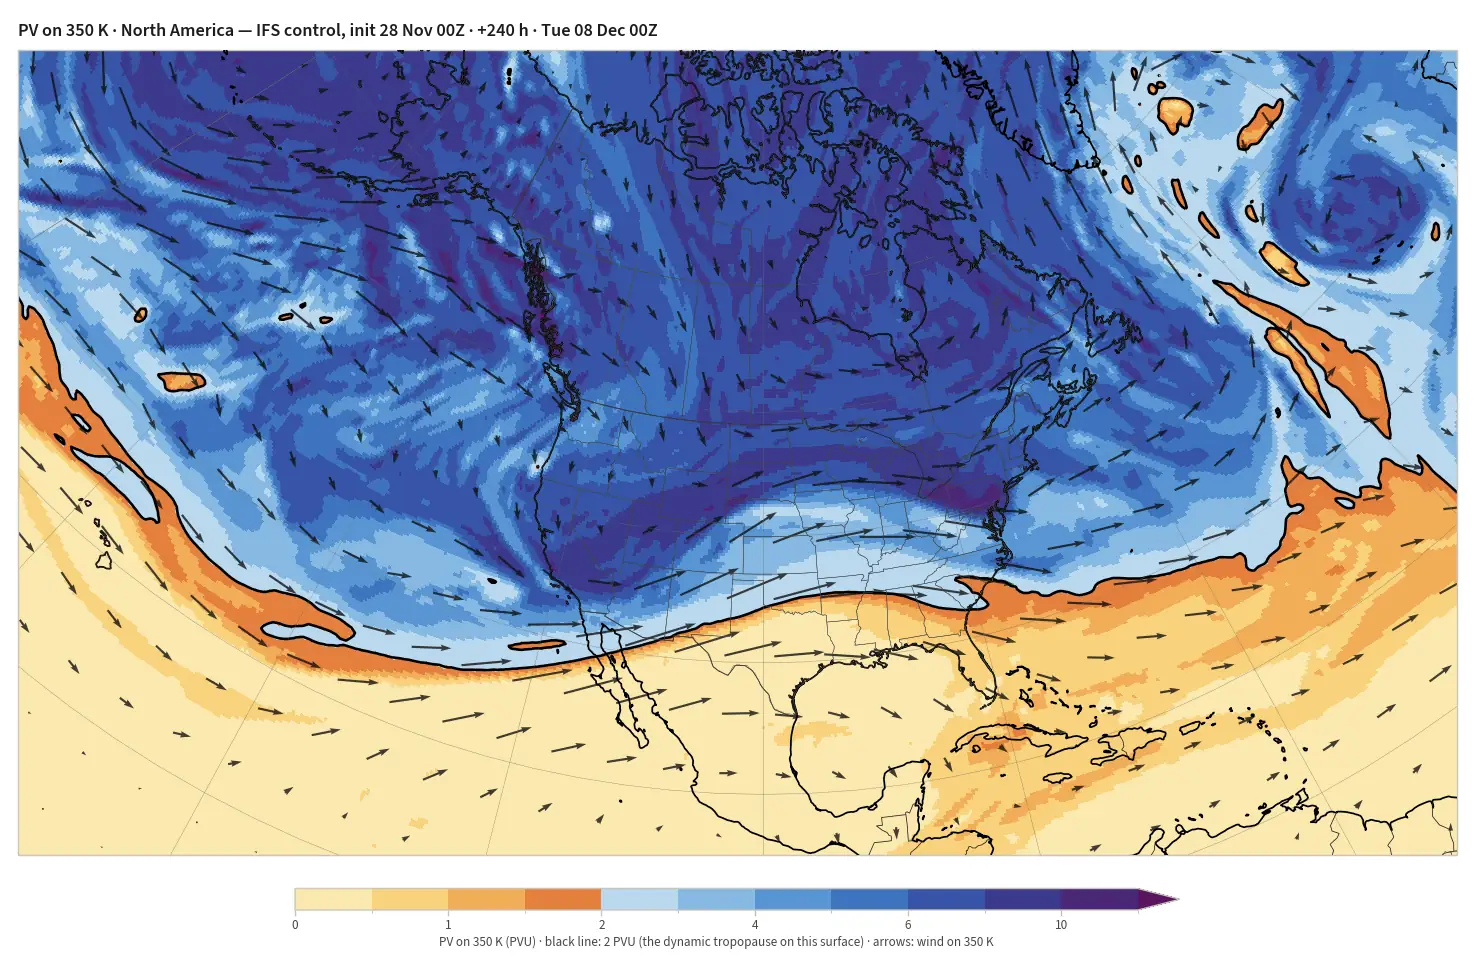 PV on 350 K · North America — IFS control, init 28 Nov 00Z · +240 h · Tue 08 Dec 00Z
0 1 2 4 6 10
PV on 350 K (PVU) · black line: 2 PVU (the dynamic tropopause on this surface) · arrows: wind on 350 K